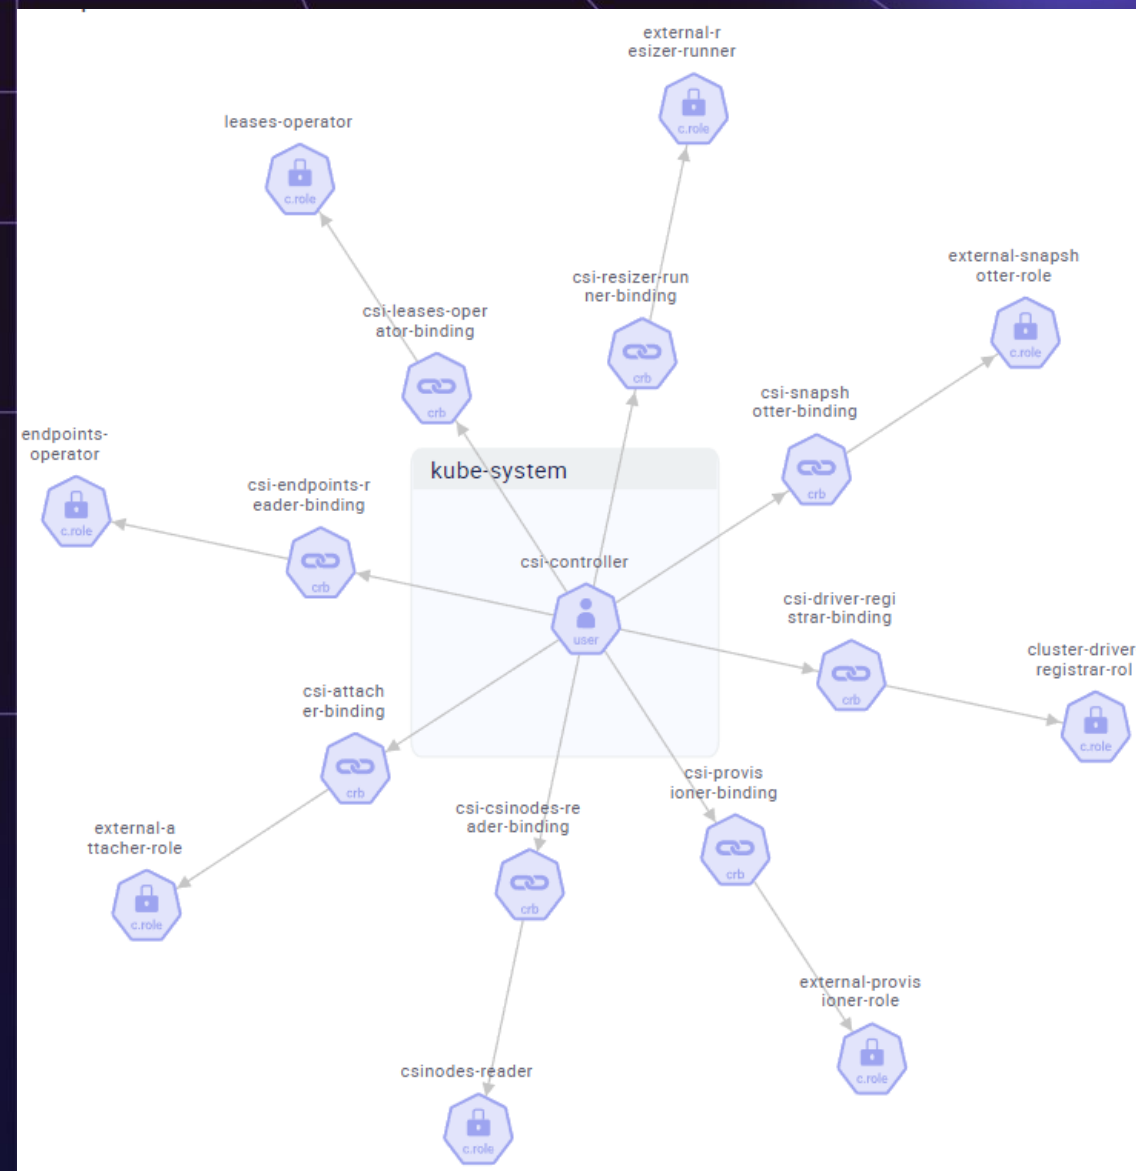 external-r
esizer-runner
c.role
leases-operator
c.role
csi-resizer-run
ner-binding
crb
external-snapsh
otter-role
c.role
csi-leases-oper
ator-binding
crb
csi-snapsh
otter-binding
crb
endpoints-
operator
c.role
csi-endpoints-r
eader-binding
crb
kube-system
csi-controller
user
csi-driver-regi
strar-binding
crb
cluster-driver
registrar-rol
c.role
csi-attach
er-binding
crb
csi-provis
ioner-binding
crb
csi-csinodes-re
ader-binding
crb
external-a
ttacher-role
c.role
external-provis
ioner-role
c.role
csinodes-reader
c.role